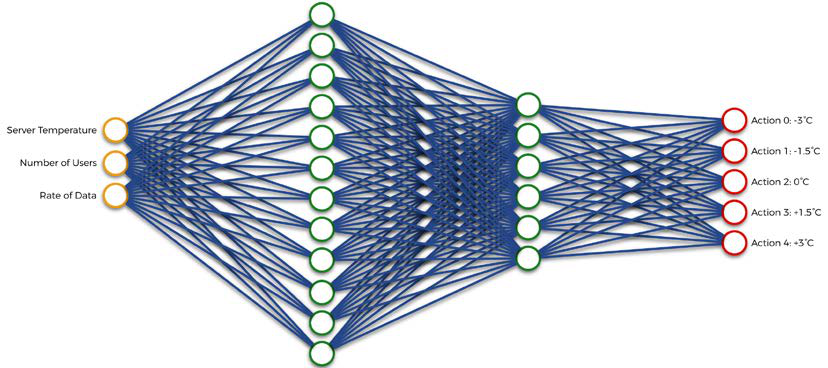 Server Temperature
Number of Users
Rate of Data
Action 0: -3˚C
Action 1: -1.5˚C
Action 2: 0˚C
Action 3: +1.5˚C
Action 4: +3˚C